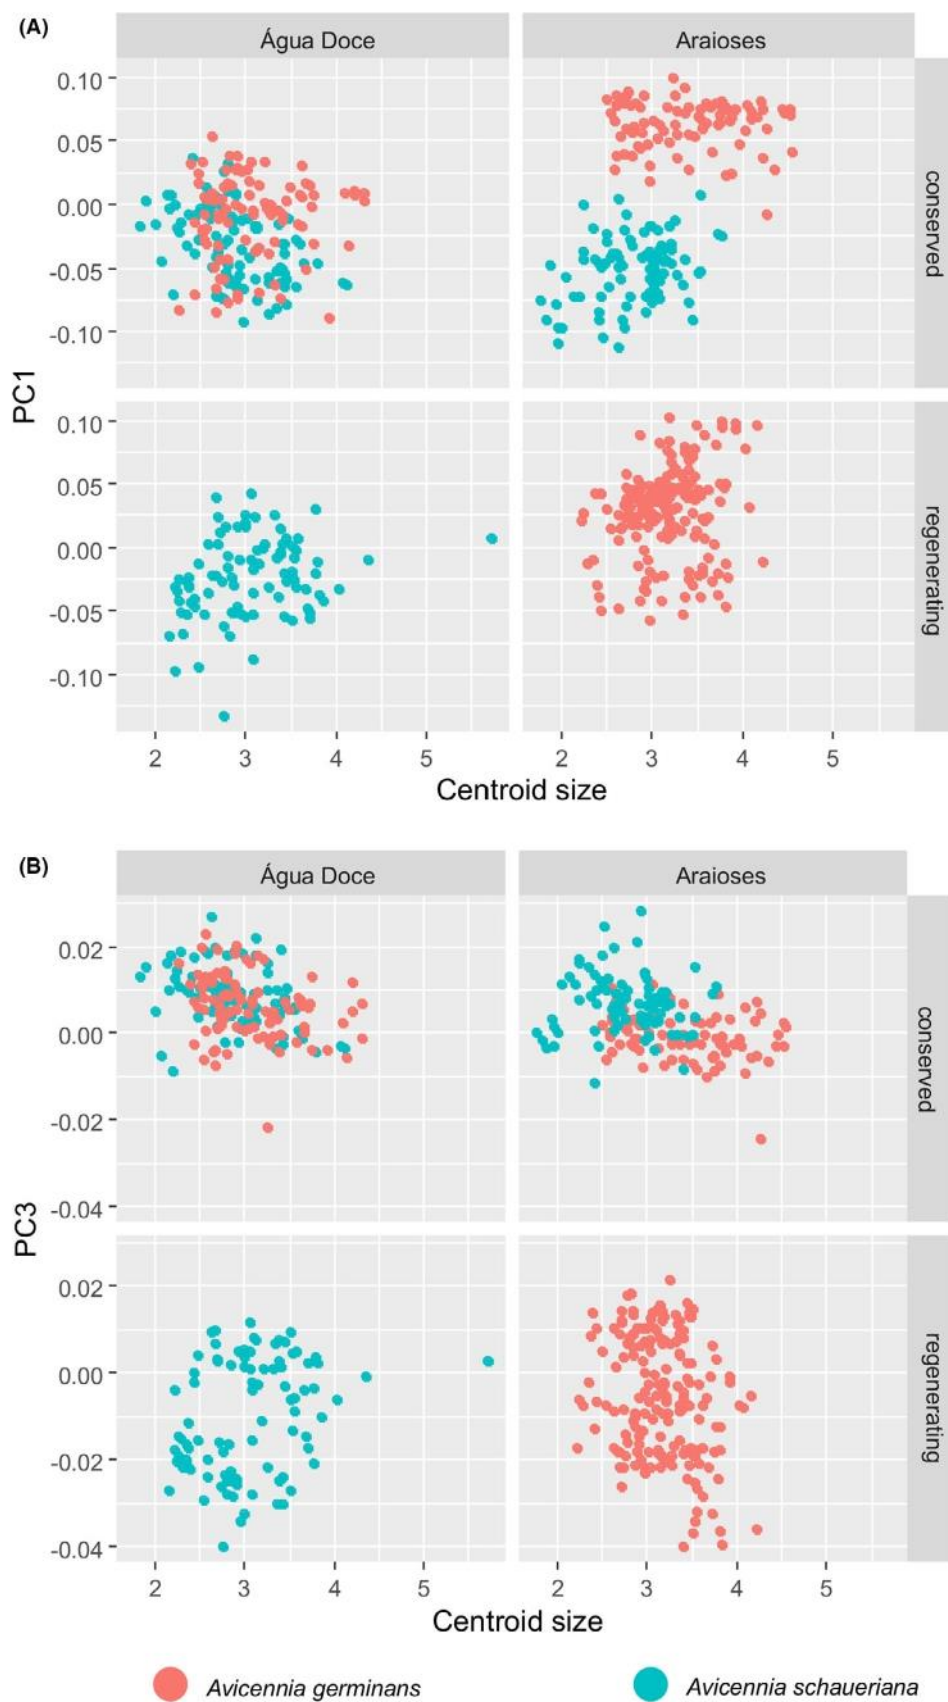 (A)
Água Doce
Araioses
0.10
0.05
0.00
-0.05
-0.10
conserved
PC1
0.10
0.05
0.00
-0.05
-0.10
regenerating
2 3 4 5 2 3 4 5
Centroid size
(B)
Água Doce
Araioses
0.02
0.00
-0.02
-0.04
conserved
PC3
0.02
0.00
-0.02
-0.04
regenerating
2 3 4 5 2 3 4 5
Centroid size
Avicennia germinans
Avicennia schaueriana